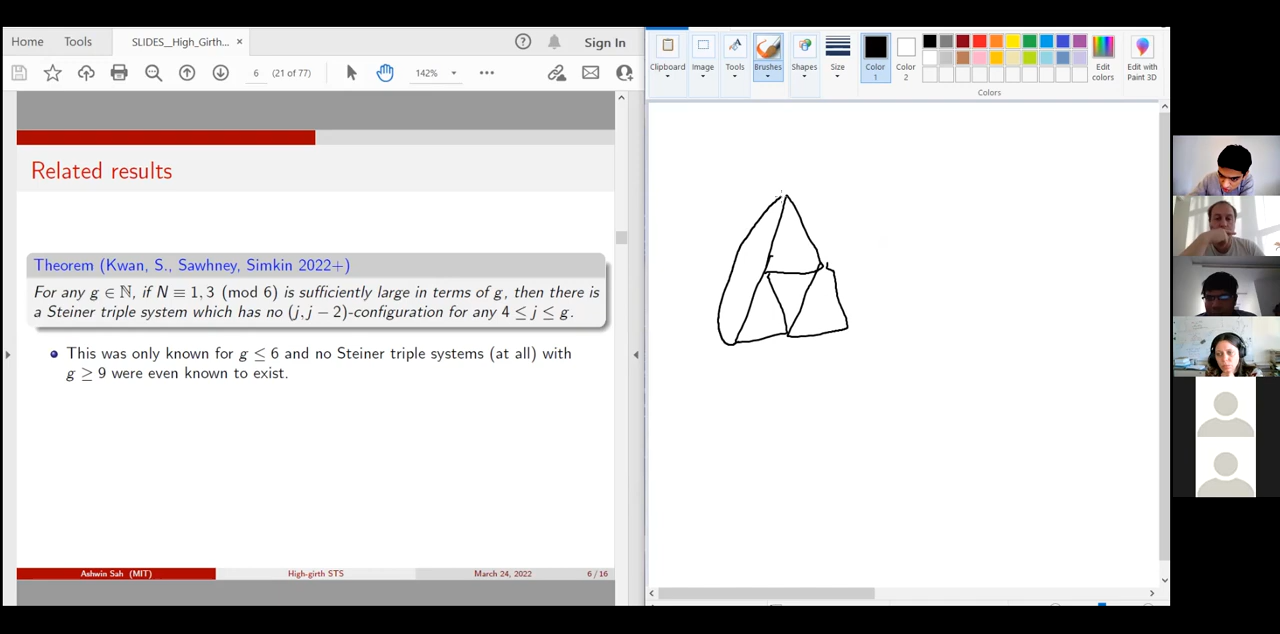 Home Tools SLIDES__High_Girth... × Sign In
6 (21 of 77) 142%
Related results
Theorem (Kwan, S., Sawhney, Simkin 2022+)
For any g ∈ ℕ, if N ≡ 1, 3 (mod 6) is sufficiently large in terms of g, then there is
a Steiner triple system which has no (j, j − 2)-configuration for any 4 ≤ j ≤ g.
This was only known for g ≤ 6 and no Steiner triple systems (at all) with
g ≥ 9 were even known to exist.
Ashwin Sah (MIT) High-girth STS March 24, 2022 6 / 16
Clipboard Image Tools Brushes Shapes Size Color 1 Color 2 Edit colors Edit with Paint 3D
Colors